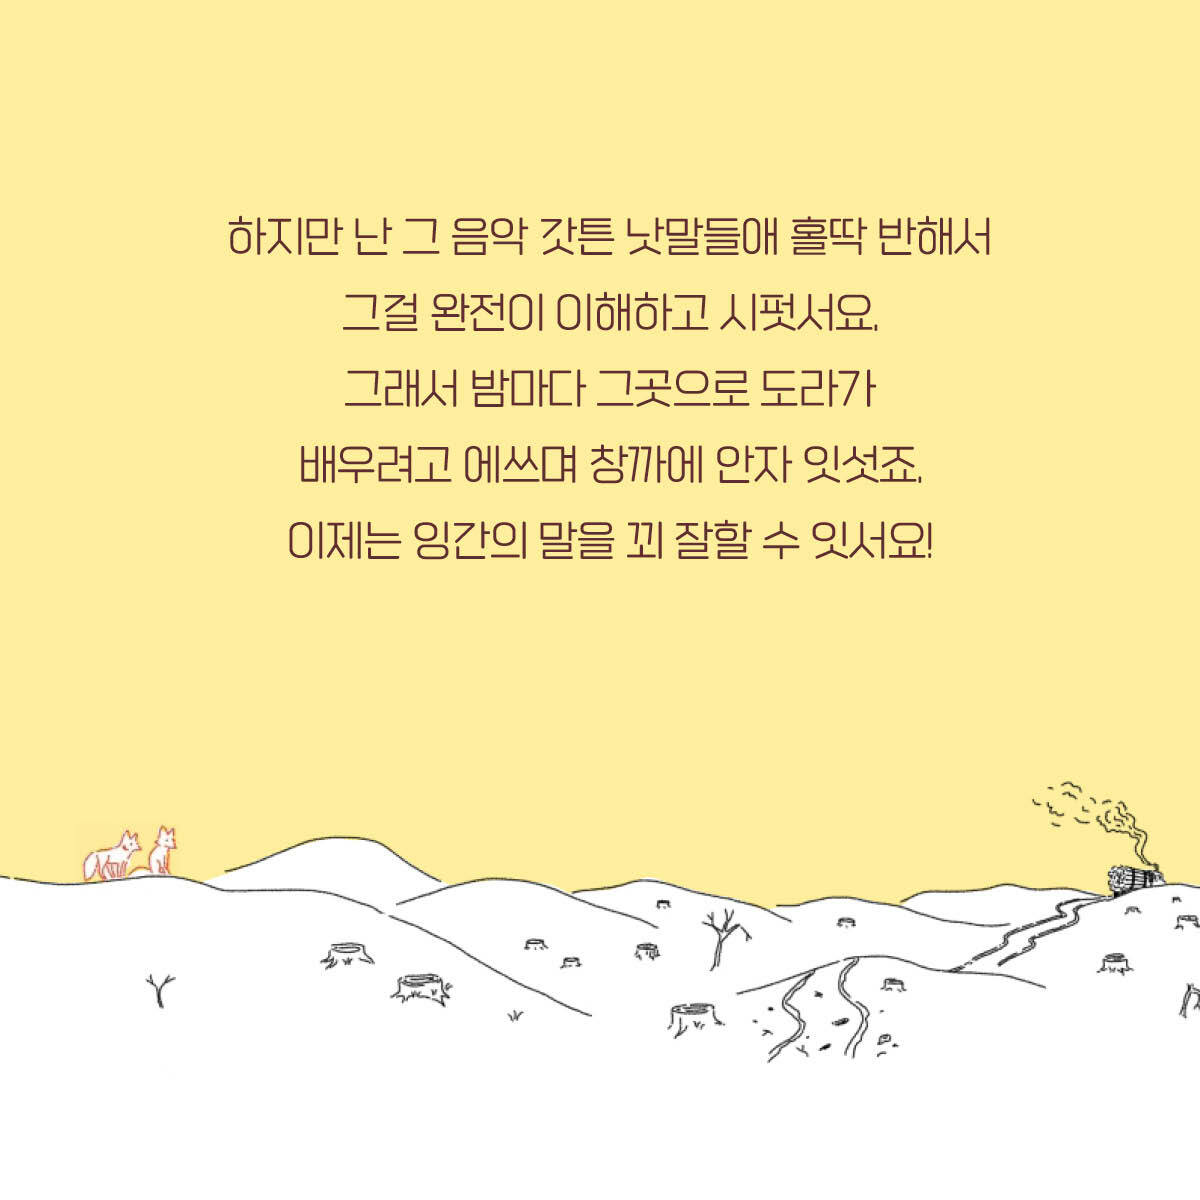 하지만 난 그 음악 갓튼 낫말들애 홀딱 반해서
그걸 완전이 이해하고 시펏서요.
그래서 밤마다 그곳으로 도라가
배우려고 에쓰며 창까에 안자 잇섯죠.
이제는 잉간의 말을 꾀 잘할 수 잇서요!